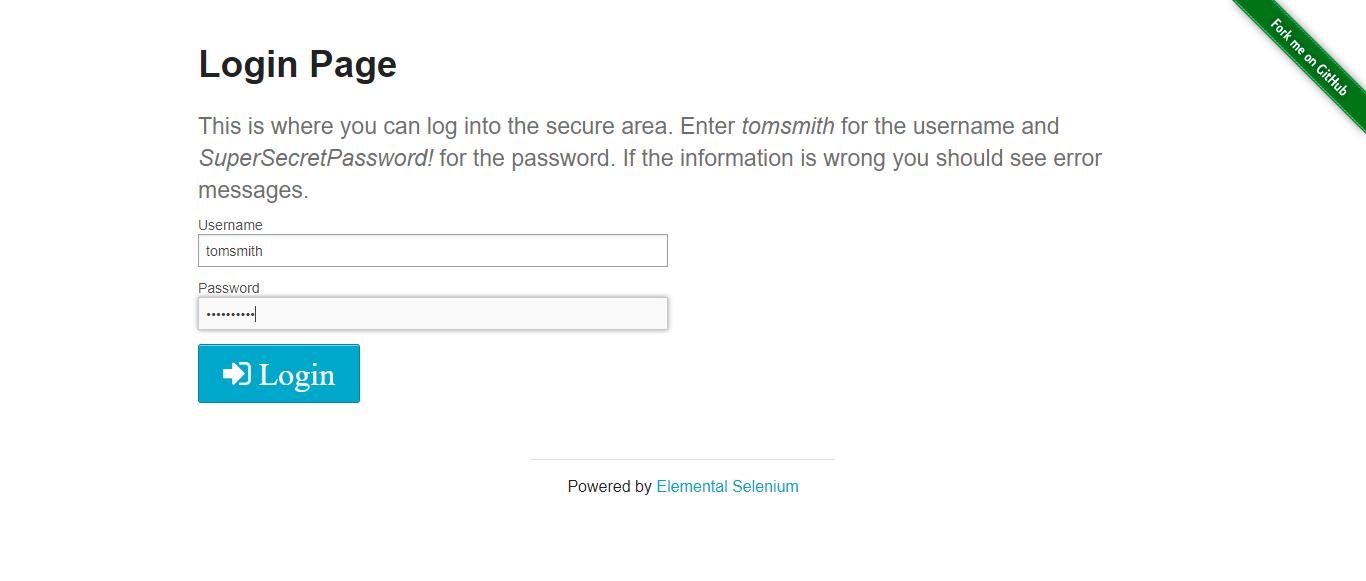 Fork me on GitHub
Login Page
This is where you can log into the secure area. Enter tomsmith for the username and
SuperSecretPassword! for the password. If the information is wrong you should see error
messages.
Username
tomsmith
Password
••••••••••
Login
Powered by Elemental Selenium